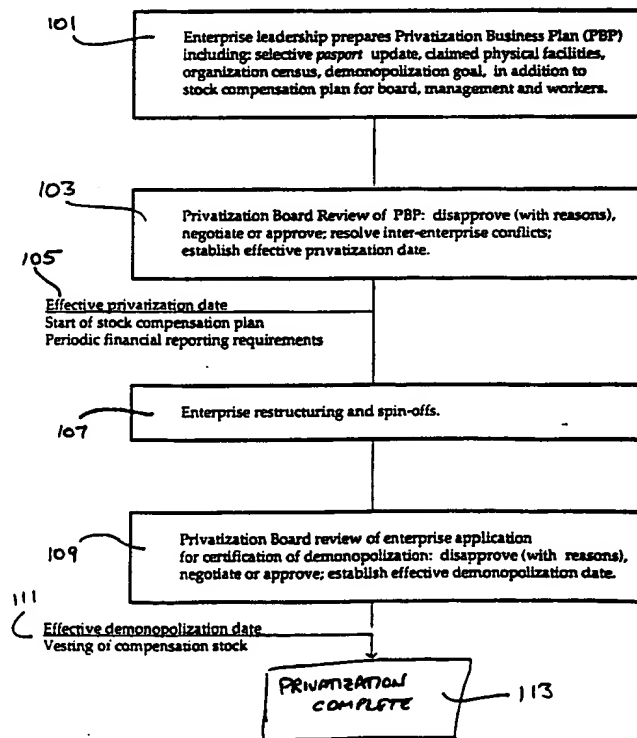 101
Enterprise leadership prepares Privatization Business Plan (PBP)
including: selective pasport update, claimed physical facilities,
organization census, demonopolization goal, in addition to
stock compensation plan for board, management and workers.
103
Privatization Board Review of PBP: disapprove (with reasons),
negotiate or approve; resolve inter-enterprise conflicts;
establish effective privatization date.
105
Effective privatization date
Start of stock compensation plan
Periodic financial reporting requirements
Enterprise restructuring and spin-offs.
107
Privatization Board review of enterprise application
109
for certification of demonopolization: disapprove (with reasons),
negotiate or approve; establish effective demonopolization date.
111
Effective demonopolization date
Vesting of compensation stock
PRIVATIZATION
COMPLETE
113